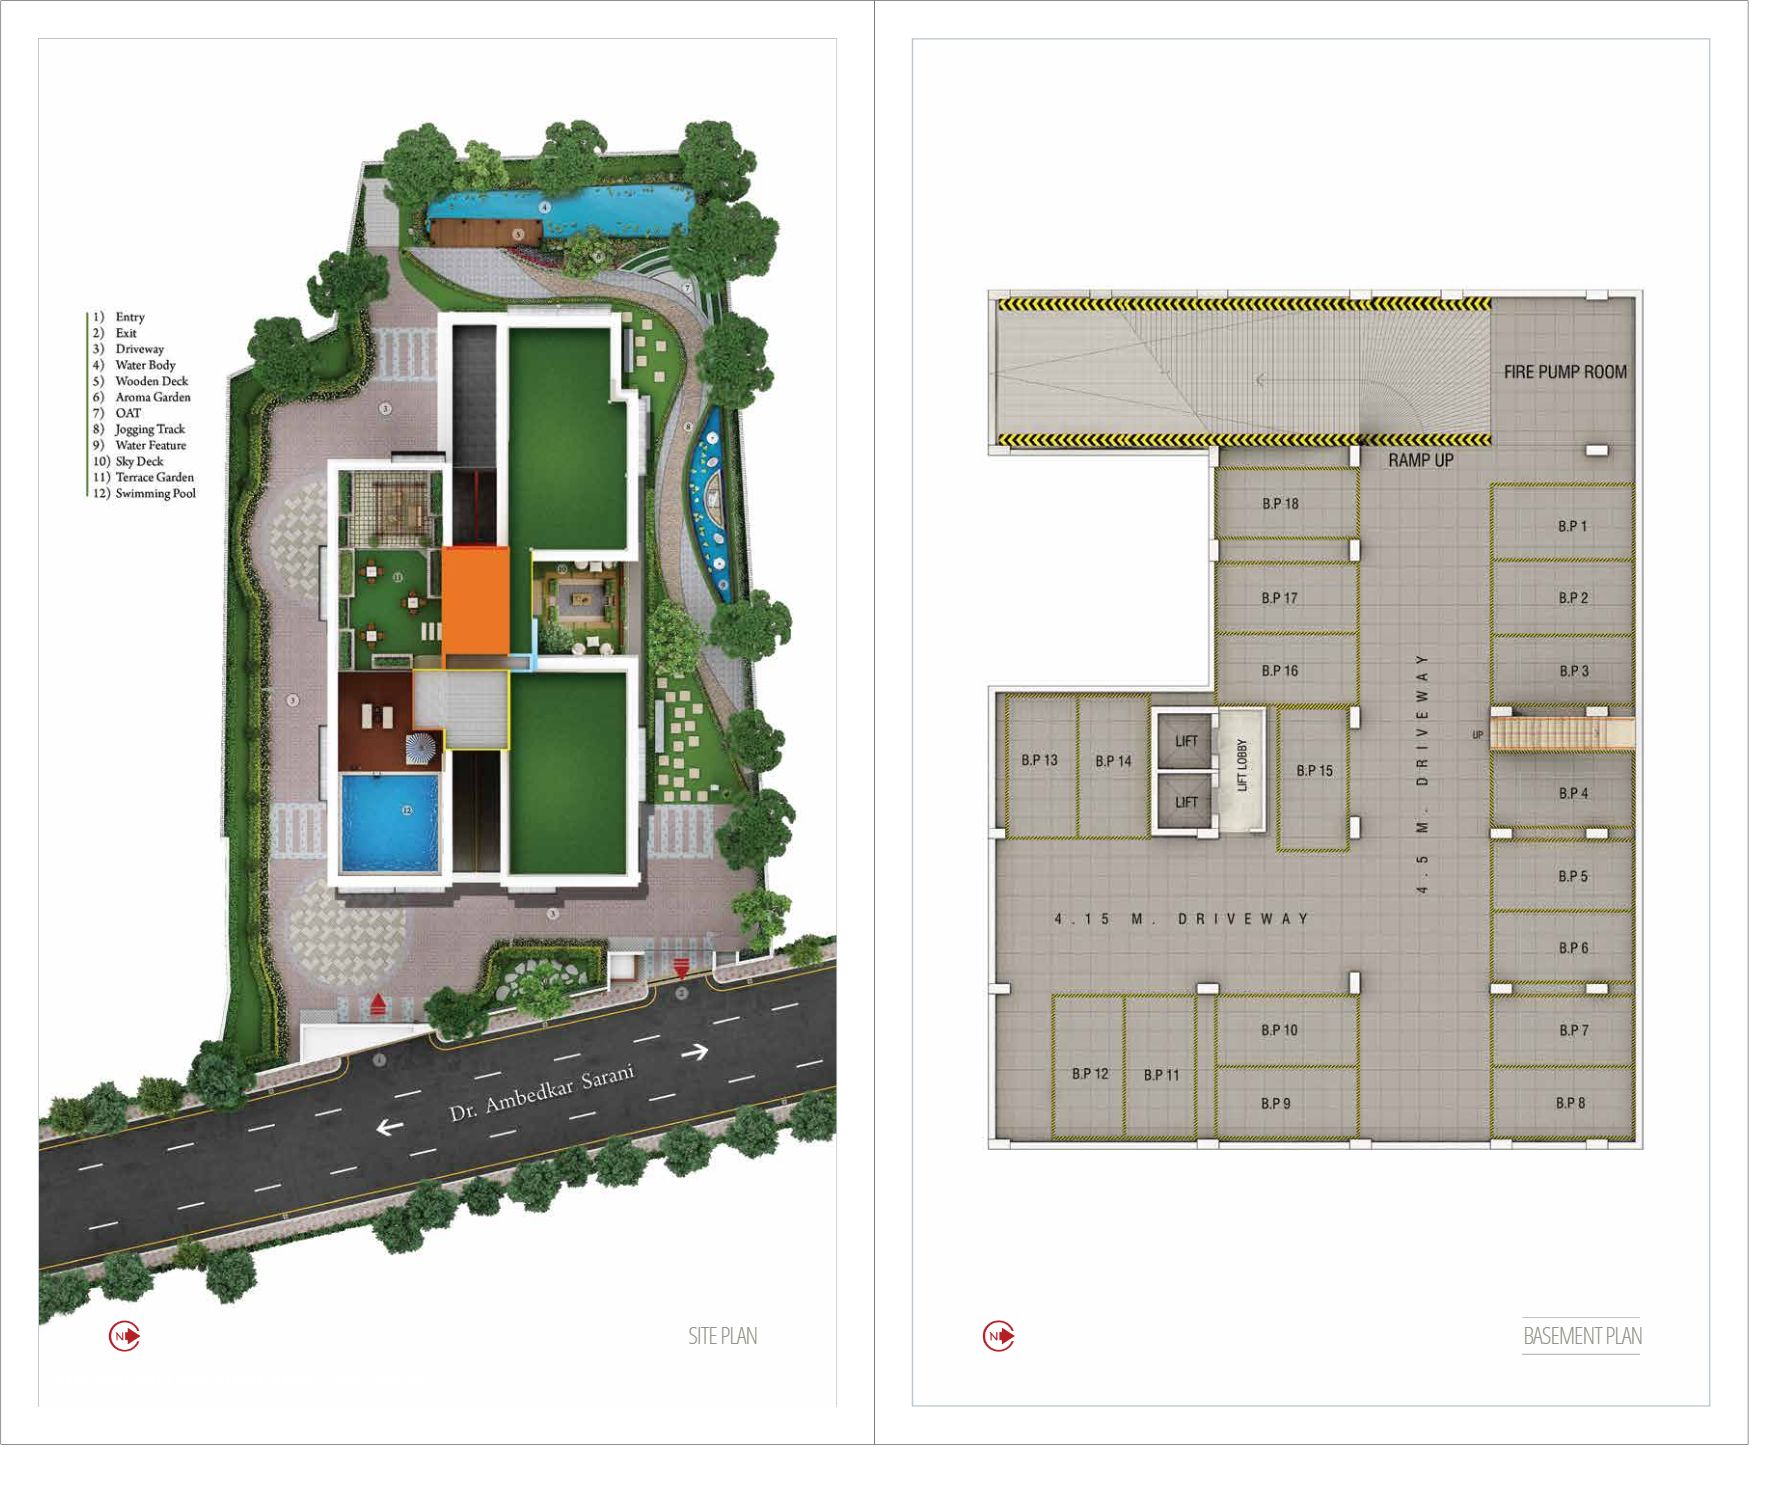 1) Entry
2) Exit
3) Driveway
4) Water Body
5) Wooden Deck
6) Aroma Garden
7) OAT
8) Jogging Track
9) Water Feature
10) Sky Deck
11) Terrace Garden
12) Swimming Pool
4
5
6
7
3
8
10
11
9
3
12
3
2
1
Dr. Ambedkar Sarani
N
SITE PLAN
FIRE PUMP ROOM
RAMP UP
B.P 18
B.P 1
B.P 17
B.P 2
B.P 16
B.P 3
UP
B.P 13
B.P 14
LIFT
LIFT
LIFT LOBBY
B.P 15
4.5 M. DRIVEWAY
B.P 4
B.P 5
4.15 M. DRIVEWAY
B.P 6
B.P 10
B.P 7
B.P 12
B.P 11
B.P 9
B.P 8
N
BASEMENT PLAN